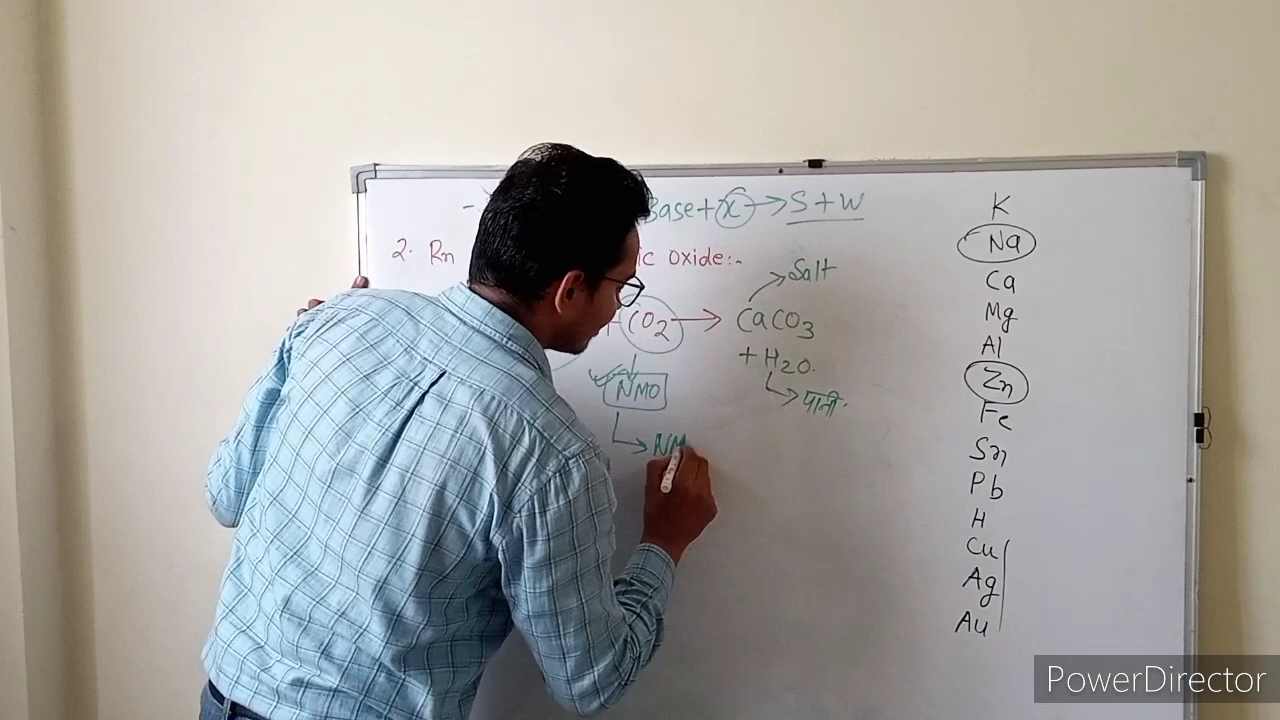 Base + x → S + W
2. Rn ic oxide:-
→ Salt
+ CO2 → CaCO3
+ H2O.
NMO
→ पानी.
→ NM
K
Na
Ca
Mg
Al
Zn
Fe
Sn
Pb
H
Cu
Ag
Au
PowerDirector